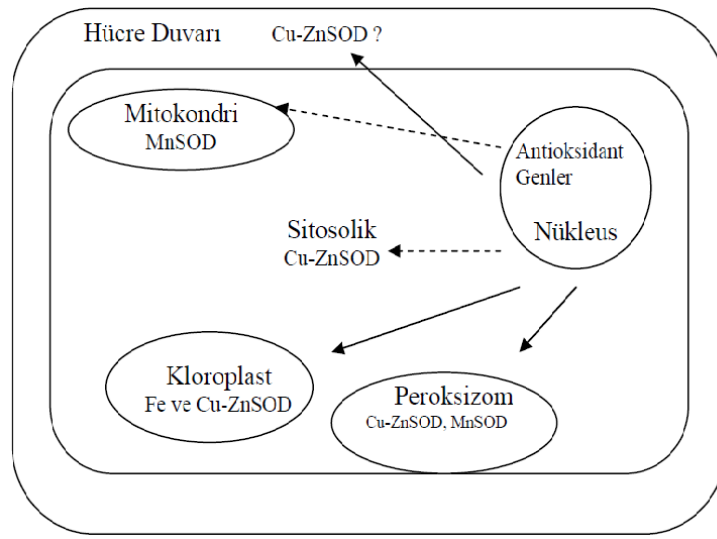 Hücre Duvarı
Cu-ZnSOD ?
Mitokondri
MnSOD
Antioksidant
Genler
Nükleus
Sitosolik
Cu-ZnSOD
Kloroplast
Fe ve Cu-ZnSOD
Peroksizom
Cu-ZnSOD, MnSOD